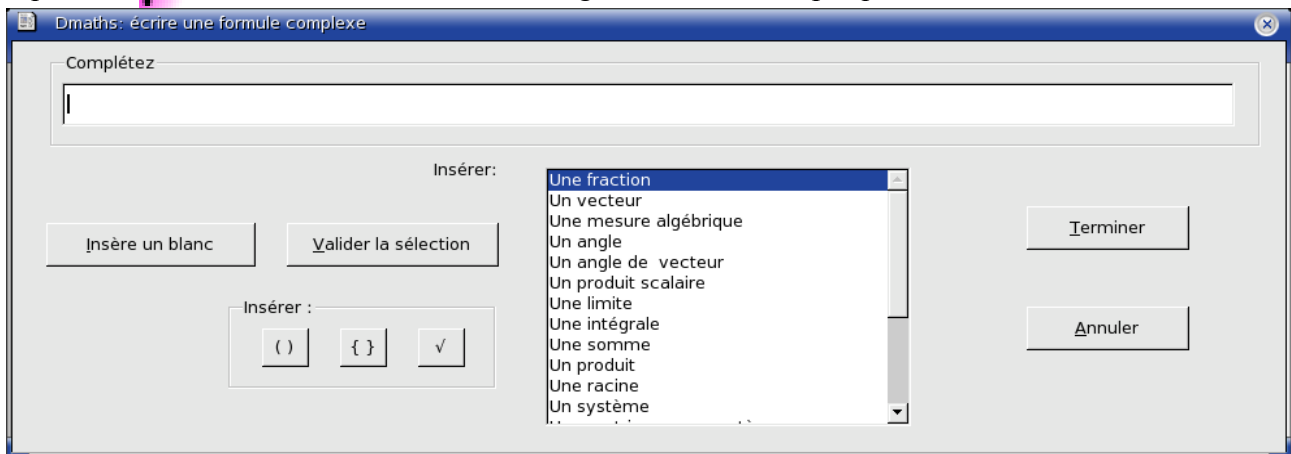 Dmaths: écrire une formule complexe
Complétez
Insérer:
Une fraction
Un vecteur
Une mesure algébrique
Un angle
Un angle de vecteur
Un produit scalaire
Une limite
Une intégrale
Une somme
Un produit
Une racine
Un système
Insère un blanc
Valider la sélection
Insérer :
( )
{ }
√
Terminer
Annuler